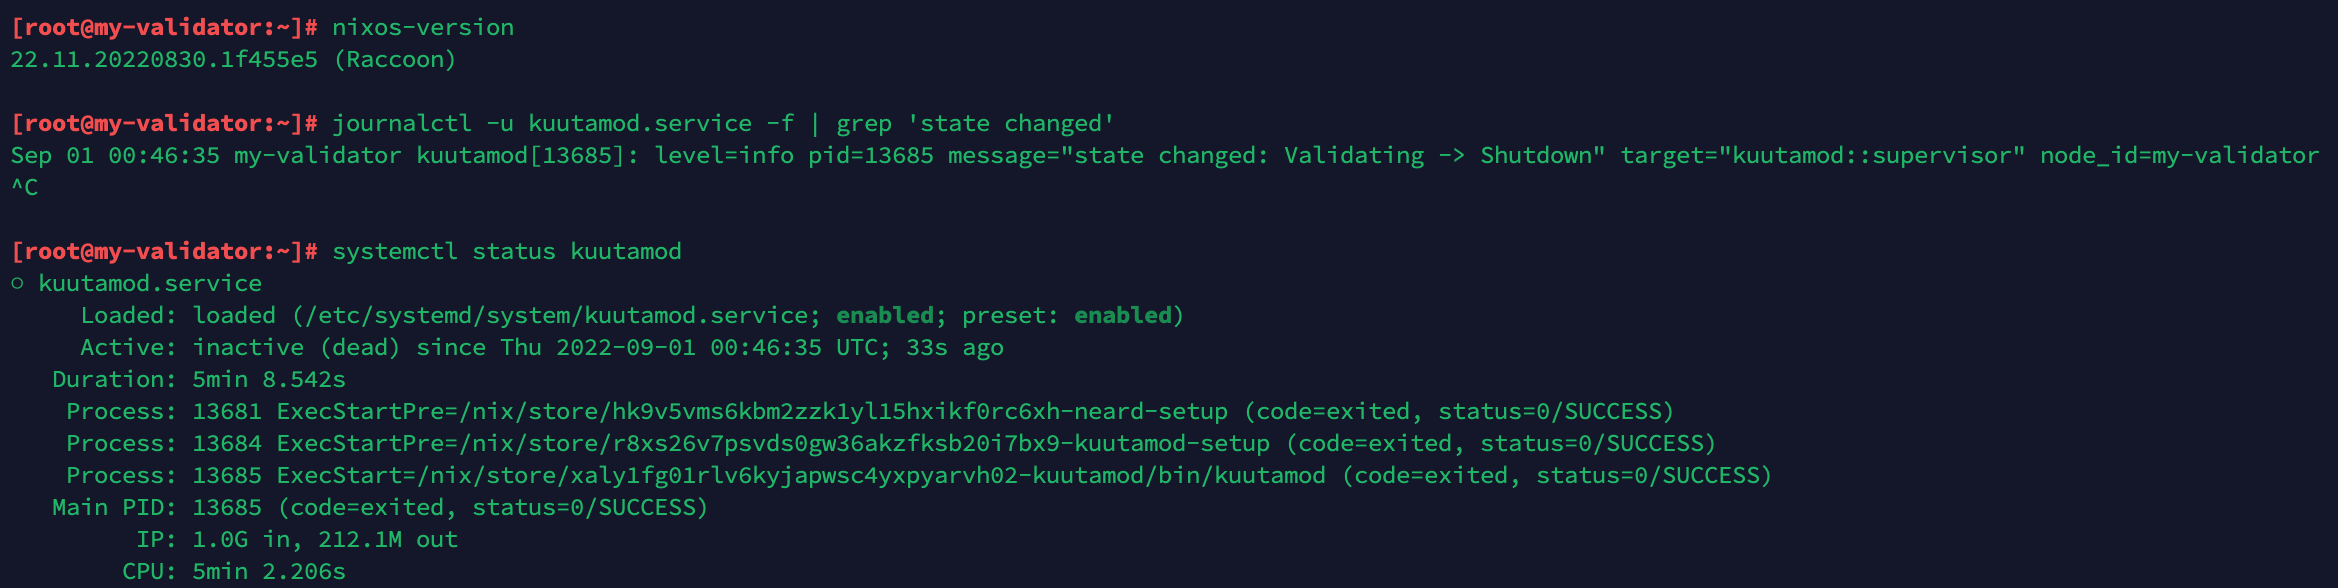 [root@my-validator:~]# nixos-version
22.11.20220830.1f455e5 (Raccoon)
[root@my-validator:~]# journalctl -u kuutamod.service -f | grep 'state changed'
Sep 01 00:46:35 my-validator kuutamod[13685]: level=info pid=13685 message="state changed: Validating -> Shutdown" target="kuutamod::supervisor" node_id=my-validator
^C
[root@my-validator:~]# systemctl status kuutamod
○ kuutamod.service
Loaded: loaded (/etc/systemd/system/kuutamod.service; enabled; preset: enabled)
Active: inactive (dead) since Thu 2022-09-01 00:46:35 UTC; 33s ago
Duration: 5min 8.542s
Process: 13681 ExecStartPre=/nix/store/hk9v5vms6kbm2zzk1yl15hxikf0rc6xh-neard-setup (code=exited, status=0/SUCCESS)
Process: 13684 ExecStartPre=/nix/store/r8xs26v7psvds0gw36akzfksb20i7bx9-kuutamod-setup (code=exited, status=0/SUCCESS)
Process: 13685 ExecStart=/nix/store/xaly1fg01rlv6kyjapwsc4yxpyarvh02-kuutamod/bin/kuutamod (code=exited, status=0/SUCCESS)
Main PID: 13685 (code=exited, status=0/SUCCESS)
IP: 1.0G in, 212.1M out
CPU: 5min 2.206s